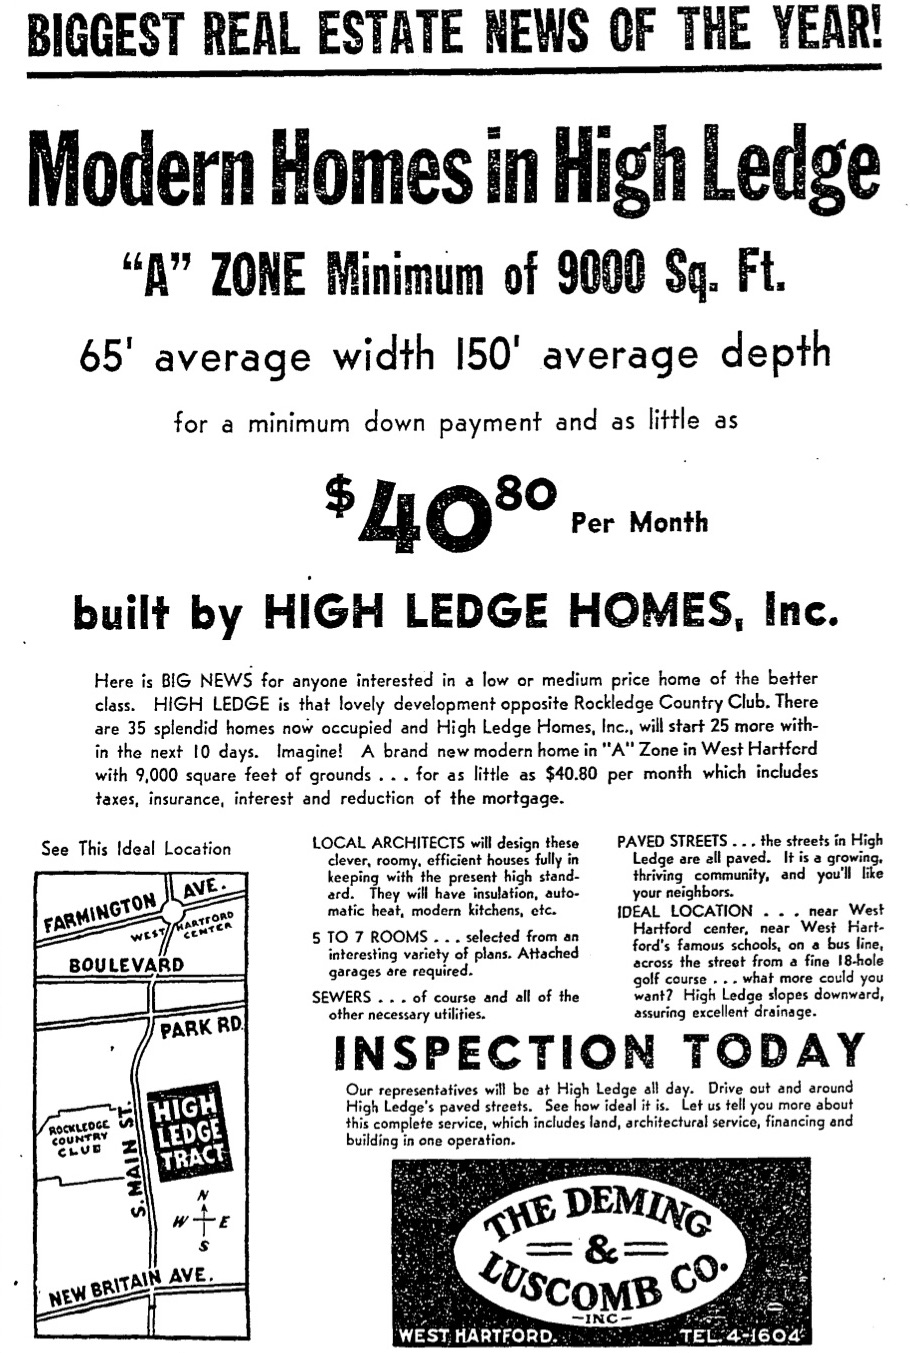 BIGGEST REAL ESTATE NEWS OF THE YEAR!
Modern Homes in High Ledge
“A” ZONE Minimum of 9000 Sq. Ft.
65' average width 150' average depth
for a minimum down payment and as little as
$40 80 Per Month
built by HIGH LEDGE HOMES, Inc.
Here is BIG NEWS for anyone interested in a low or medium price home of the better
class. HIGH LEDGE is that lovely development opposite Rockledge Country Club. There
are 35 splendid homes now occupied and High Ledge Homes, Inc., will start 25 more with-
in the next 10 days. Imagine! A brand new modern home in "A" Zone in West Hartford
with 9,000 square feet of grounds . . . for as little as $40.80 per month which includes
taxes, insurance, interest and reduction of the mortgage.
See This Ideal Location
FARMINGTON AVE.
WEST HARTFORD
CENTER
BOULEVARD
PARK RD.
S. MAIN ST.
ROCKLEDGE
COUNTRY
CLUB
HIGH
LEDGE
TRACT
N
W E
S
NEW BRITAIN AVE.
LOCAL ARCHITECTS will design these
clever, roomy, efficient houses fully in
keeping with the present high stand-
ard. They will have insulation, auto-
matic heat, modern kitchens, etc.
5 TO 7 ROOMS . . . selected from an
interesting variety of plans. Attached
garages are required.
SEWERS . . . of course and all of the
other necessary utilities.
PAVED STREETS . . . the streets in High
Ledge are all paved. It is a growing,
thriving community, and you'll like
your neighbors.
IDEAL LOCATION . . . near West
Hartford center, near West Hart-
ford's famous schools, on a bus line,
across the street from a fine 18-hole
golf course . . . what more could you
want? High Ledge slopes downward,
assuring excellent drainage.
INSPECTION TODAY
Our representatives will be at High Ledge all day. Drive out and around
High Ledge's paved streets. See how ideal it is. Let us tell you more about
this complete service, which includes land, architectural service, financing and
building in one operation.
THE DEMING
&
LUSCOMB CO.
-INC-
WEST HARTFORD. TEL. 4-1604